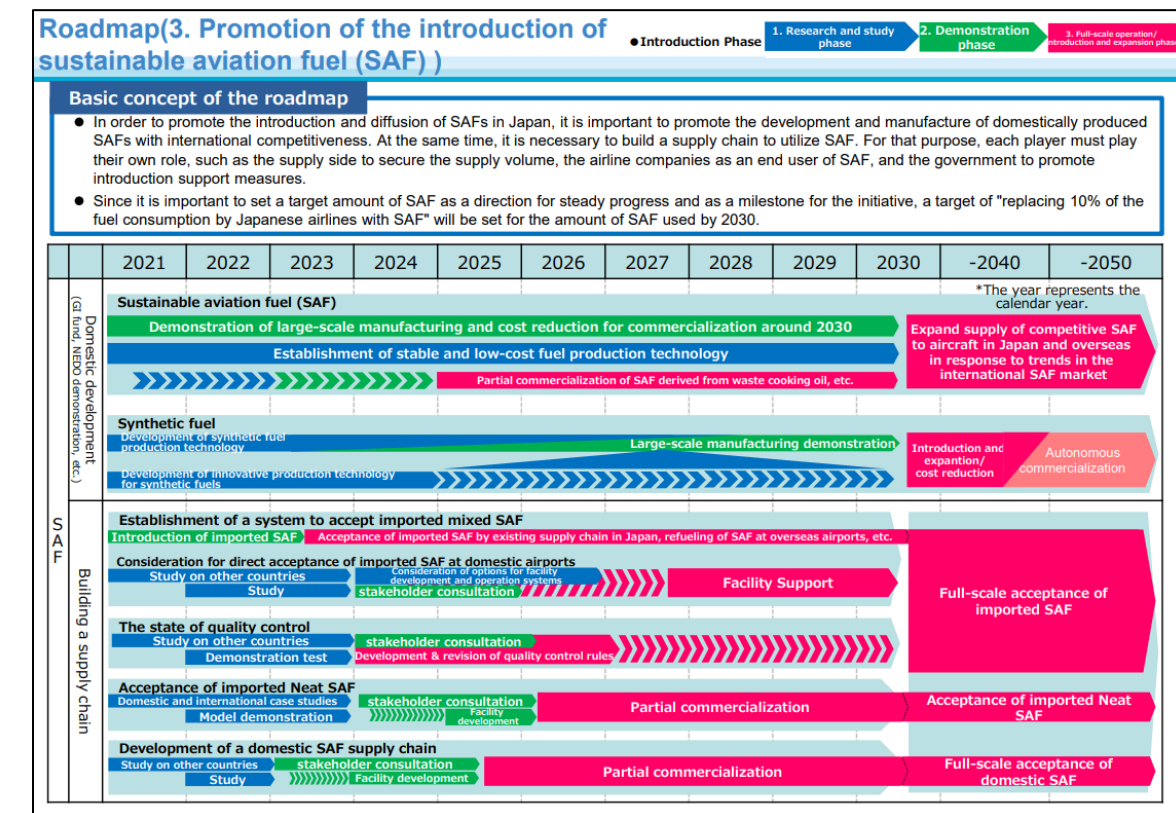 Roadmap(3. Promotion of the introduction of
sustainable aviation fuel (SAF) )
●Introduction Phase
1. Research and study
phase
2. Demonstration
phase
3. Full-scale operation/
introduction and expansion phase
Basic concept of the roadmap
● In order to promote the introduction and diffusion of SAFs in Japan, it is important to promote the development and manufacture of domestically produced
SAFs with international competitiveness. At the same time, it is necessary to build a supply chain to utilize SAF. For that purpose, each player must play
their own role, such as the supply side to secure the supply volume, the airline companies as an end user of SAF, and the government to promote
introduction support measures.
● Since it is important to set a target amount of SAF as a direction for steady progress and as a milestone for the initiative, a target of "replacing 10% of the
fuel consumption by Japanese airlines with SAF" will be set for the amount of SAF used by 2030.
2021 2022 2023 2024 2025 2026 2027 2028 2029 2030 -2040 -2050
*The year represents the
calendar year.
SAF
Domestic development
(GI fund, NEDO demonstration, etc.)
Sustainable aviation fuel (SAF)
Demonstration of large-scale manufacturing and cost reduction for commercialization around 2030
Establishment of stable and low-cost fuel production technology
Partial commercialization of SAF derived from waste cooking oil, etc.
Expand supply of competitive SAF
to aircraft in Japan and overseas
in response to trends in the
international SAF market
Synthetic fuel
Development of synthetic fuel
production technology
Large-scale manufacturing demonstration
Development of innovative production technology
for synthetic fuels
Introduction and
expantion/
cost reduction
Autonomous
commercialization
Building a supply chain
Establishment of a system to accept imported mixed SAF
Introduction of imported SAF
Acceptance of imported SAF by existing supply chain in Japan, refueling of SAF at overseas airports, etc.
Consideration for direct acceptance of imported SAF at domestic airports
Study on other countries
Consideration of options for facility
development and operation systems
Study
stakeholder consultation
Facility Support
Full-scale acceptance of
imported SAF
The state of quality control
Study on other countries
stakeholder consultation
Demonstration test
Development & revision of quality control rules
Acceptance of imported Neat SAF
Domestic and international case studies
stakeholder consultation
Model demonstration
Facility
development
Partial commercialization
Acceptance of imported Neat
SAF
Development of a domestic SAF supply chain
Study on other countries
stakeholder consultation
Study
Facility development
Partial commercialization
Full-scale acceptance of
domestic SAF